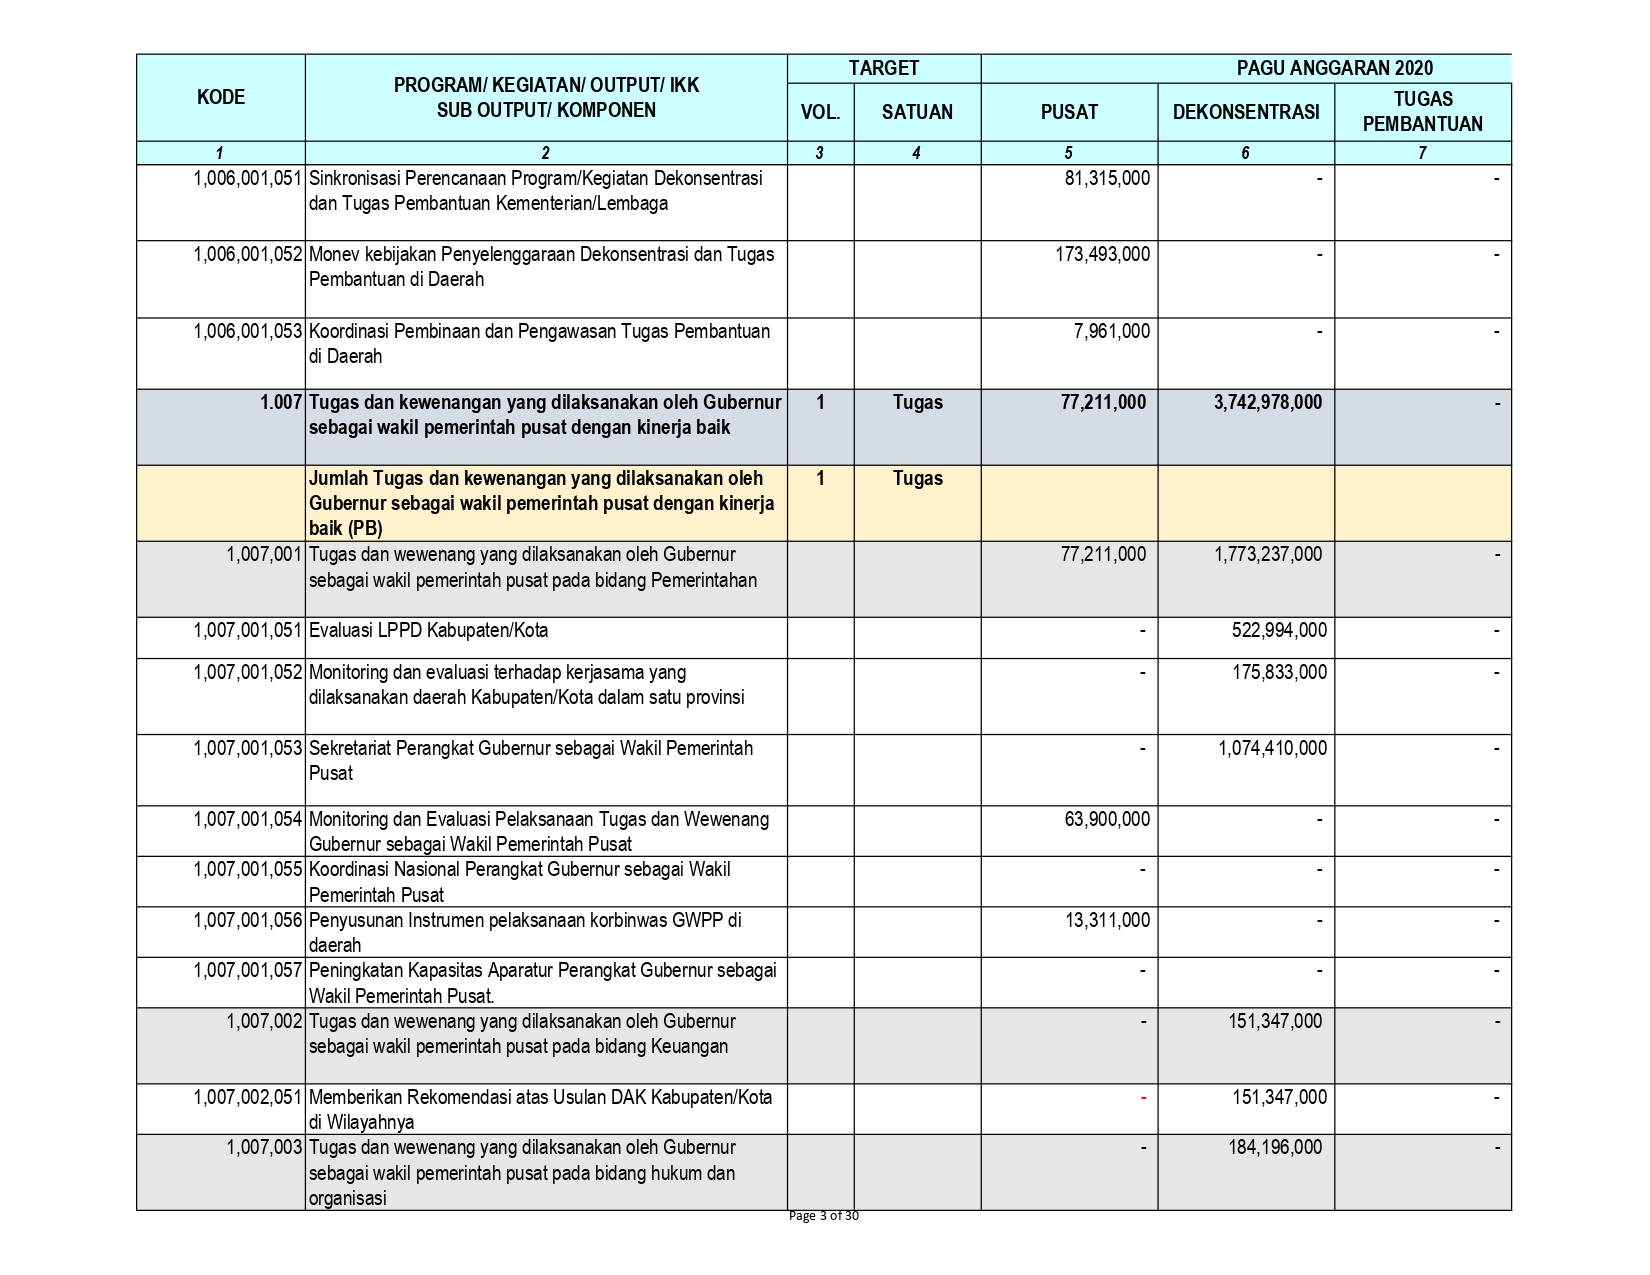 KODE
PROGRAM/ KEGIATAN/ OUTPUT/ IKK
SUB OUTPUT/ KOMPONEN
TARGET
PAGU ANGGARAN 2020
VOL.
SATUAN
PUSAT
DEKONSENTRASI
TUGAS
PEMBANTUAN
1 2 3 4 5 6 7
1,006,001,051 Sinkronisasi Perencanaan Program/Kegiatan Dekonsentrasi 81,315,000 - -
dan Tugas Pembantuan Kementerian/Lembaga
1,006,001,052 Monev kebijakan Penyelenggaraan Dekonsentrasi dan Tugas 173,493,000 - -
Pembantuan di Daerah
1,006,001,053 Koordinasi Pembinaan dan Pengawasan Tugas Pembantuan 7,961,000 - -
di Daerah
1.007 Tugas dan kewenangan yang dilaksanakan oleh Gubernur 1 Tugas 77,211,000 3,742,978,000 -
sebagai wakil pemerintah pusat dengan kinerja baik
Jumlah Tugas dan kewenangan yang dilaksanakan oleh 1 Tugas
Gubernur sebagai wakil pemerintah pusat dengan kinerja
baik (PB)
1,007,001 Tugas dan wewenang yang dilaksanakan oleh Gubernur 77,211,000 1,773,237,000 -
sebagai wakil pemerintah pusat pada bidang Pemerintahan
1,007,001,051 Evaluasi LPPD Kabupaten/Kota - 522,994,000 -
1,007,001,052 Monitoring dan evaluasi terhadap kerjasama yang - 175,833,000 -
dilaksanakan daerah Kabupaten/Kota dalam satu provinsi
1,007,001,053 Sekretariat Perangkat Gubernur sebagai Wakil Pemerintah - 1,074,410,000 -
Pusat
1,007,001,054 Monitoring dan Evaluasi Pelaksanaan Tugas dan Wewenang 63,900,000 - -
Gubernur sebagai Wakil Pemerintah Pusat
1,007,001,055 Koordinasi Nasional Perangkat Gubernur sebagai Wakil - - -
Pemerintah Pusat
1,007,001,056 Penyusunan Instrumen pelaksanaan korbinwas GWPP di 13,311,000 - -
daerah
1,007,001,057 Peningkatan Kapasitas Aparatur Perangkat Gubernur sebagai - - -
Wakil Pemerintah Pusat.
1,007,002 Tugas dan wewenang yang dilaksanakan oleh Gubernur - 151,347,000 -
sebagai wakil pemerintah pusat pada bidang Keuangan
1,007,002,051 Memberikan Rekomendasi atas Usulan DAK Kabupaten/Kota - 151,347,000 -
di Wilayahnya
1,007,003 Tugas dan wewenang yang dilaksanakan oleh Gubernur - 184,196,000 -
sebagai wakil pemerintah pusat pada bidang hukum dan
organisasi
Page 3 of 30